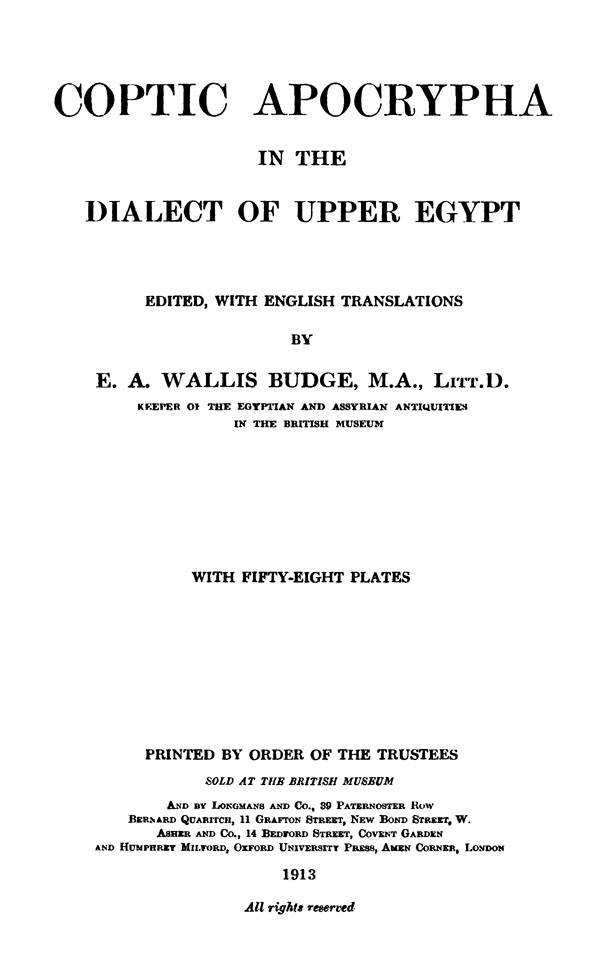 COPTIC APOCRYPHA
IN THE
DIALECT OF UPPER EGYPT
EDITED, WITH ENGLISH TRANSLATIONS
BY
E. A. WALLIS BUDGE, M.A., LITT.D.
KEEPER OF THE EGYPTIAN AND ASSYRIAN ANTIQUITIES
IN THE BRITISH MUSEUM
WITH FIFTY-EIGHT PLATES
PRINTED BY ORDER OF THE TRUSTEES
SOLD AT THE BRITISH MUSEUM
AND BY LONGMANS AND CO., 39 PATERNOSTER ROW
BERNARD QUARITCH, 11 GRAFTON STREET, NEW BOND STREET, W.
ASHER AND CO., 14 BEDFORD STREET, COVENT GARDEN
AND HUMPHREY MILFORD, OXFORD UNIVERSITY PRESS, AMEN CORNER, LONDON
1913
All rights reserved